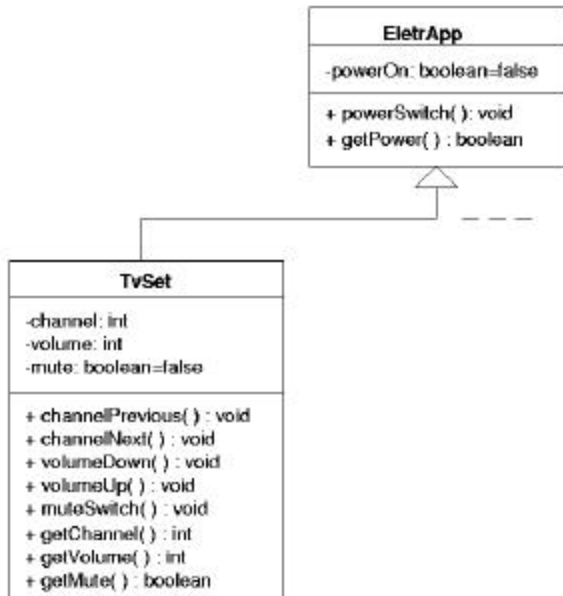 EletrApp
-powerOn: boolean=false
+ powerSwitch( ): void
+ getPower( ) : boolean
TvSet
-channel: int
-volume: int
-mute: boolean=false
+ channelPrevious( ) : void
+ channelNext( ) : void
+ volumeDown( ) : void
+ volumeUp( ) : void
+ muteSwitch( ) : void
+ getChannel( ) : int
+ getVolume( ) : int
+ getMute( ) : boolean